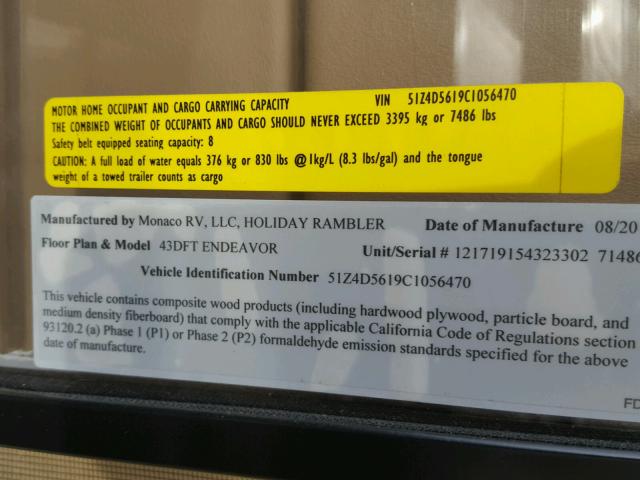 MOTOR HOME OCCUPANT AND CARGO CARRYING CAPACITY VIN 51Z4D5619C1056470
THE COMBINED WEIGHT OF OCCUPANTS AND CARGO SHOULD NEVER EXCEED 3395 kg or 7486 lbs
Safety belt equipped seating capacity: 8
CAUTION: A full load of water equals 376 kg or 830 lbs @1kg/L (8.3 lbs/gal) and the tongue
weight of a towed trailer counts as cargo
Manufactured by Monaco RV, LLC, HOLIDAY RAMBLER Date of Manufacture 08/20
Floor Plan & Model 43DFT ENDEAVOR Unit/Serial # 121719154323302 71486
Vehicle Identification Number 51Z4D5619C1056470
This vehicle contains composite wood products (including hardwood plywood, particle board, and
medium density fiberboard) that comply with the applicable California Code of Regulations section
93120.2 (a) Phase 1 (P1) or Phase 2 (P2) formaldehyde emission standards specified for the above
date of manufacture.
FD